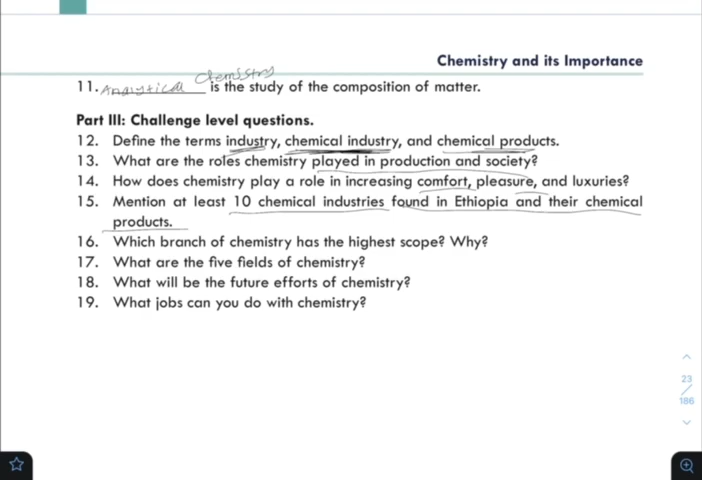 Chemistry and its Importance
Chemistry
11. Analytical is the study of the composition of matter.
Part III: Challenge level questions.
12. Define the terms industry, chemical industry, and chemical products.
13. What are the roles chemistry played in production and society?
14. How does chemistry play a role in increasing comfort, pleasure, and luxuries?
15. Mention at least 10 chemical industries found in Ethiopia and their chemical
products.
16. Which branch of chemistry has the highest scope? Why?
17. What are the five fields of chemistry?
18. What will be the future efforts of chemistry?
19. What jobs can you do with chemistry?
23
/
186